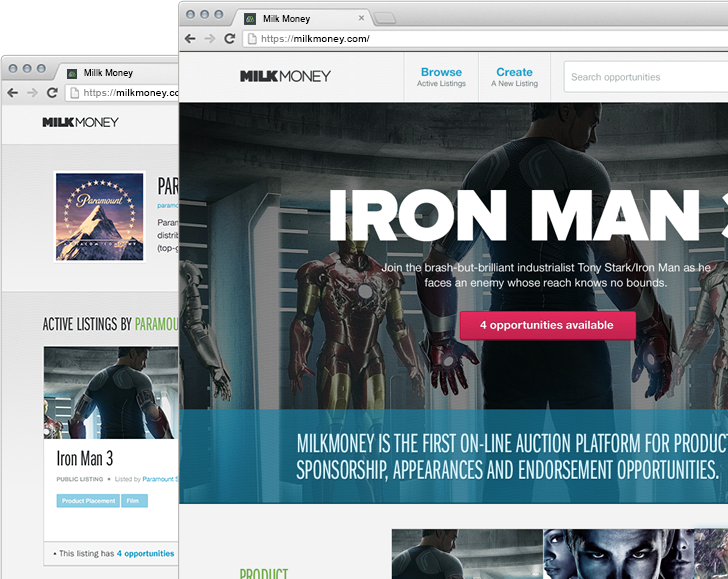 Milk Money
https://milkmoney.com/
MILKMONEY
Browse
Active Listings
Create
A New Listing
Search opportunities
IRON MAN
Join the brash-but-brilliant industrialist Tony Stark/Iron Man as he
faces an enemy whose reach knows no bounds.
4 opportunities available
MILKMONEY IS THE FIRST ON-LINE AUCTION PLATFORM FOR PRODUCT
SPONSORSHIP, APPEARANCES AND ENDORSEMENT OPPORTUNITIES.
PRODUCT
Millk Money
https://milkmoney.co
MILKMONEY
Paramount
PAR
paramo
Param
distrib
(top-g
ACTIVE LISTINGS BY PARAMOU
Iron Man 3
PUBLIC LISTING • Listed by Paramount S
Product Placement
Film
• This listing has 4 opportunities